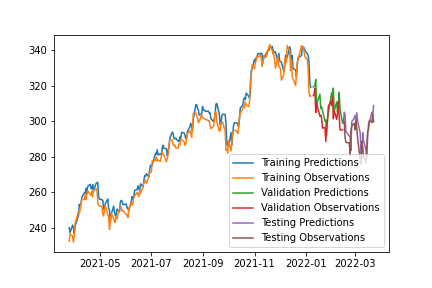 340
320
300
280
260
240
Training Predictions
Training Observations
Validation Predictions
Validation Observations
Testing Predictions
Testing Observations
2021-05 2021-07 2021-09 2021-11 2022-01 2022-03